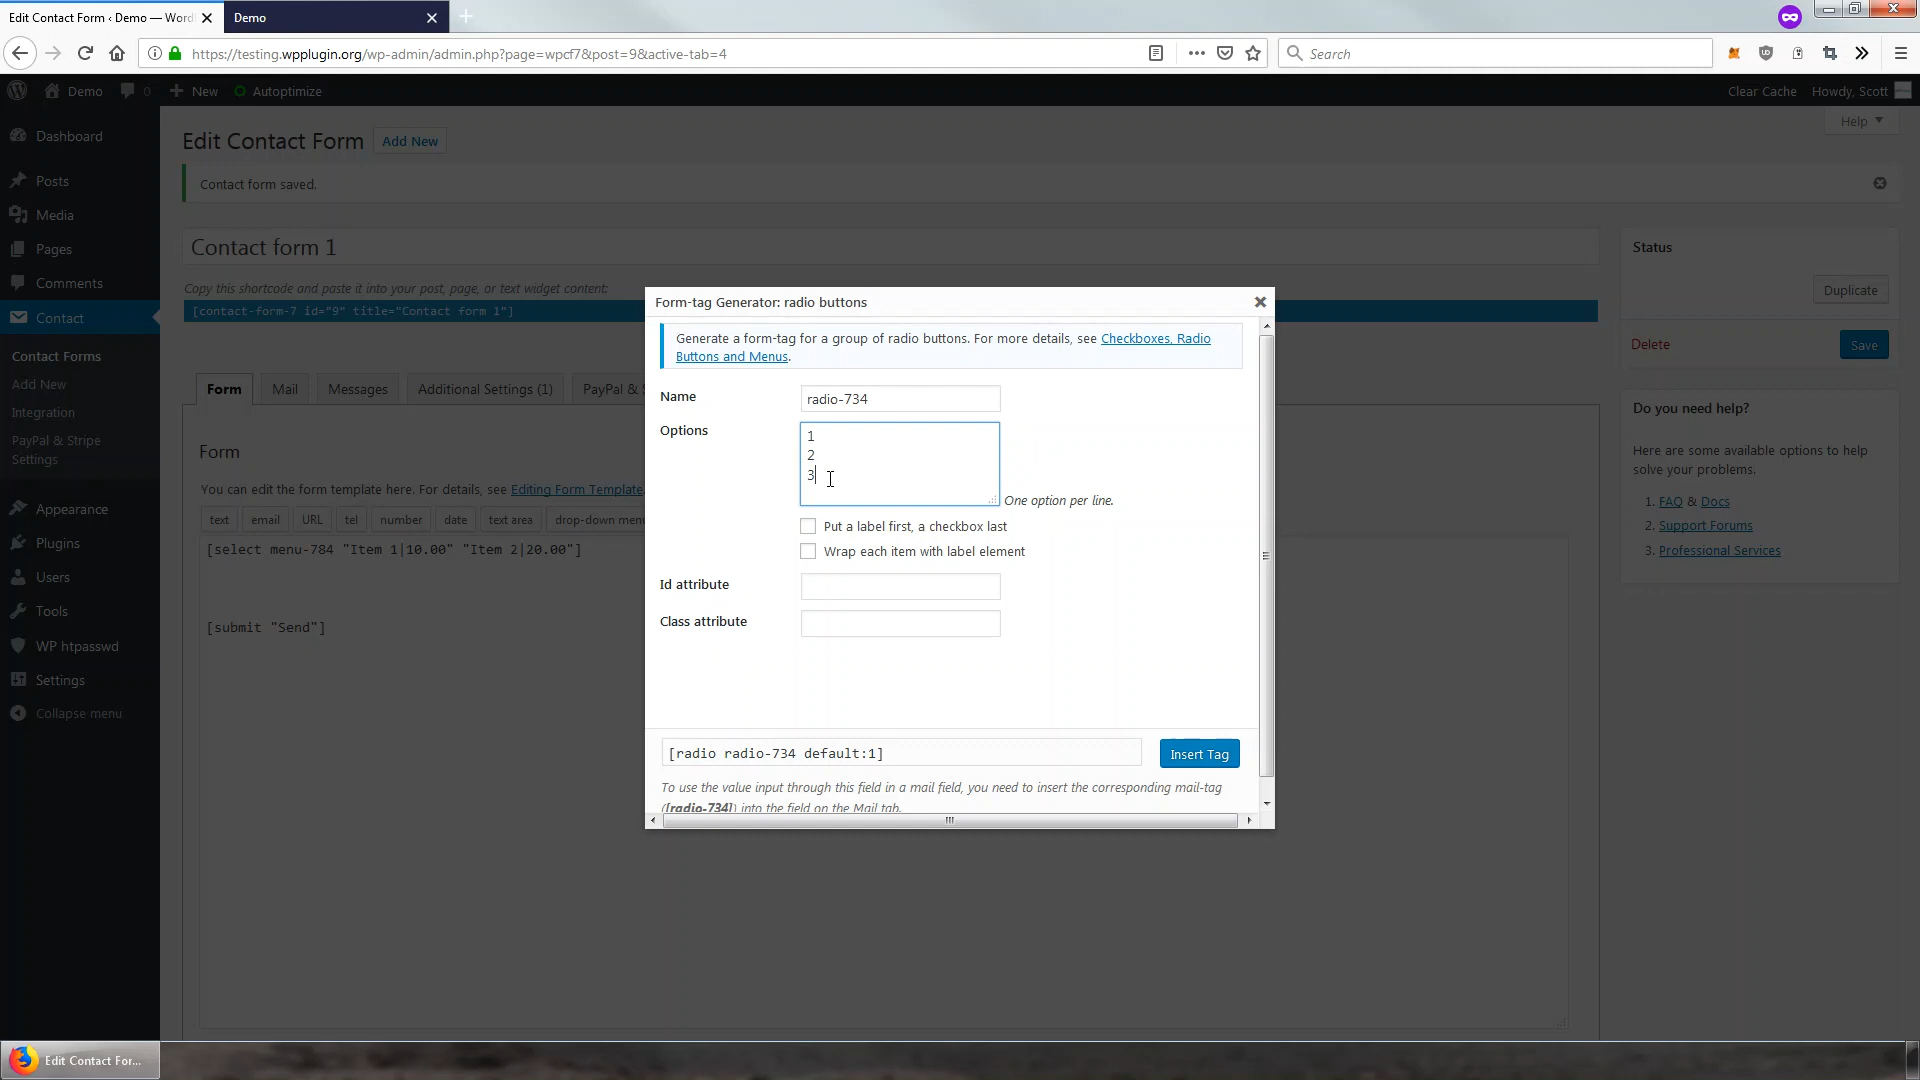 Edit Contact Form ‹ Demo — Word
Demo
https://testing.wpplugin.org/wp-admin/admin.php?page=wpcf7&post=9&active-tab=4
Search
Demo
0
New
Autoptimize
Clear Cache
Howdy, Scott
Dashboard
Posts
Media
Pages
Comments
Contact
Contact Forms
Add New
Integration
PayPal & Stripe
Settings
Appearance
Plugins
Users
Tools
WP htpasswd
Settings
Collapse menu
Edit Contact Form
Add New
Help
Contact form saved.
Contact form 1
Copy this shortcode and paste it into your post, page, or text widget content:
[contact-form-7 id="9" title="Contact form 1"]
Form
Mail
Messages
Additional Settings (1)
PayPal &
Form
You can edit the form template here. For details, see Editing Form Template
text
email
URL
tel
number
date
text area
drop-down menu
[select menu-784 "Item 1|10.00" "Item 2|20.00"]
[submit "Send"]
Form-tag Generator: radio buttons
Generate a form-tag for a group of radio buttons. For more details, see Checkboxes, Radio
Buttons and Menus.
Name
radio-734
Options
1
2
3
One option per line.
Put a label first, a checkbox last
Wrap each item with label element
Id attribute
Class attribute
[radio radio-734 default:1]
Insert Tag
To use the value input through this field in a mail field, you need to insert the corresponding mail-tag
([radio-734]) into the field on the Mail tab.
Status
Duplicate
Delete
Save
Do you need help?
Here are some available options to help
solve your problems.
1. FAQ & Docs
2. Support Forums
3. Professional Services
Edit Contact For...